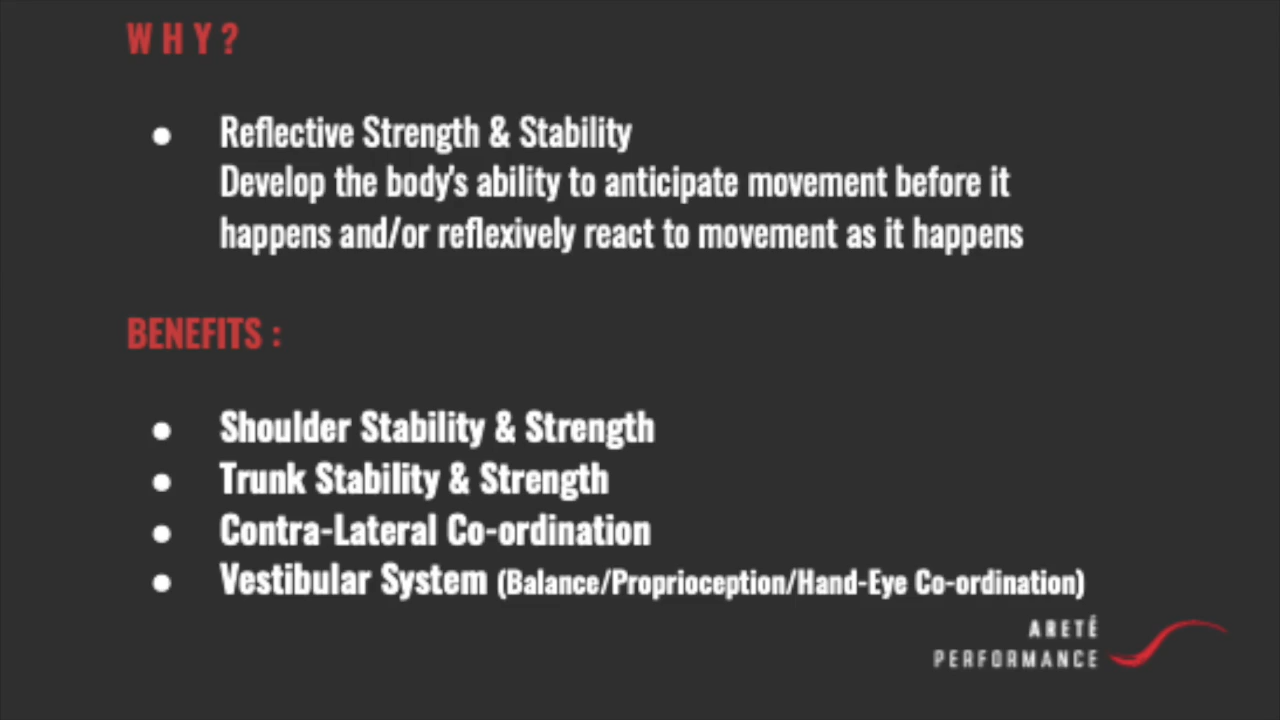 WHY?
● Reflective Strength & Stability
Develop the body's ability to anticipate movement before it
happens and/or reflexively react to movement as it happens
BENEFITS :
● Shoulder Stability & Strength
● Trunk Stability & Strength
● Contra-Lateral Co-ordination
● Vestibular System (Balance/Proprioception/Hand-Eye Co-ordination)
ARETÉ
PERFORMANCE